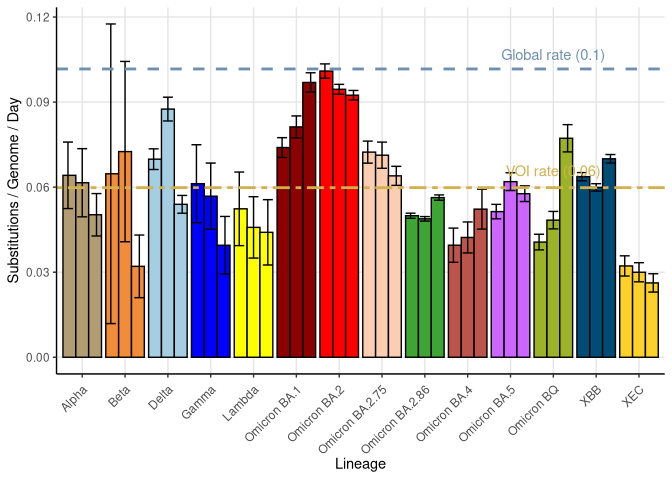 0.12
0.09
0.06
0.03
0.00
Substitutions / Genome / Day
Global rate (0.1)
VOI rate (0.06)
Alpha
Beta
Delta
Gamma
Lambda
Omicron BA.1
Omicron BA.2
Omicron BA.2.75
Omicron BA.2.86
Omicron BA.4
Omicron BA.5
Omicron BQ
XBB
XEC
Lineage